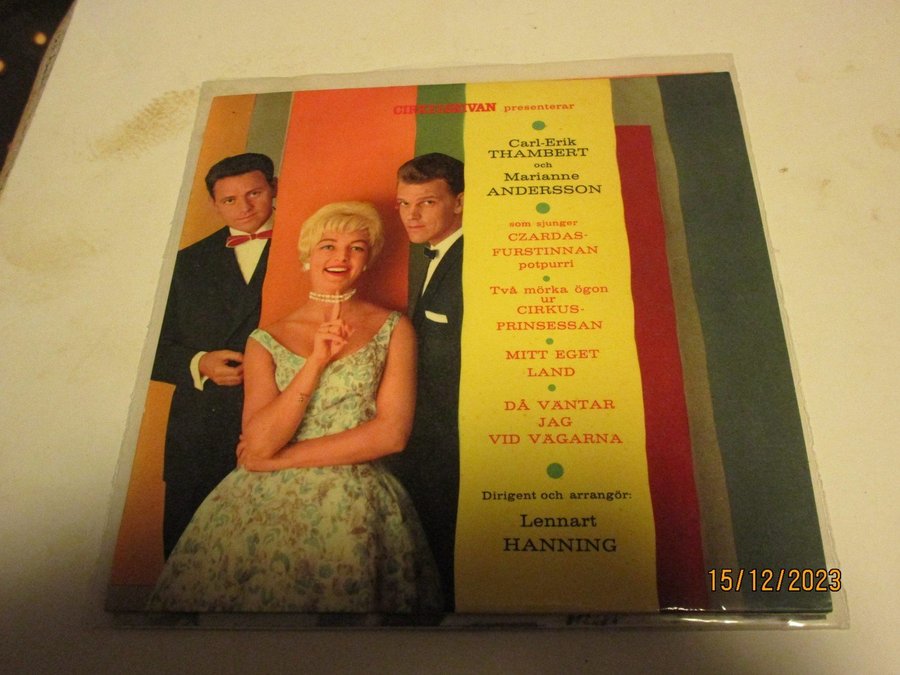 CIRKUSSKIVAN presenterar
Carl-Erik
THAMBERT
och
Marianne
ANDERSSON
som sjunger
CZARDAS-
FURSTINNAN
potpurri
Två mörka ögon
ur
CIRKUS-
PRINSESSAN
MITT EGET
LAND
DÅ VÄNTAR
JAG
VID VÄGARNA
Dirigent och arrangör:
Lennart
HANNING
15/12/2023